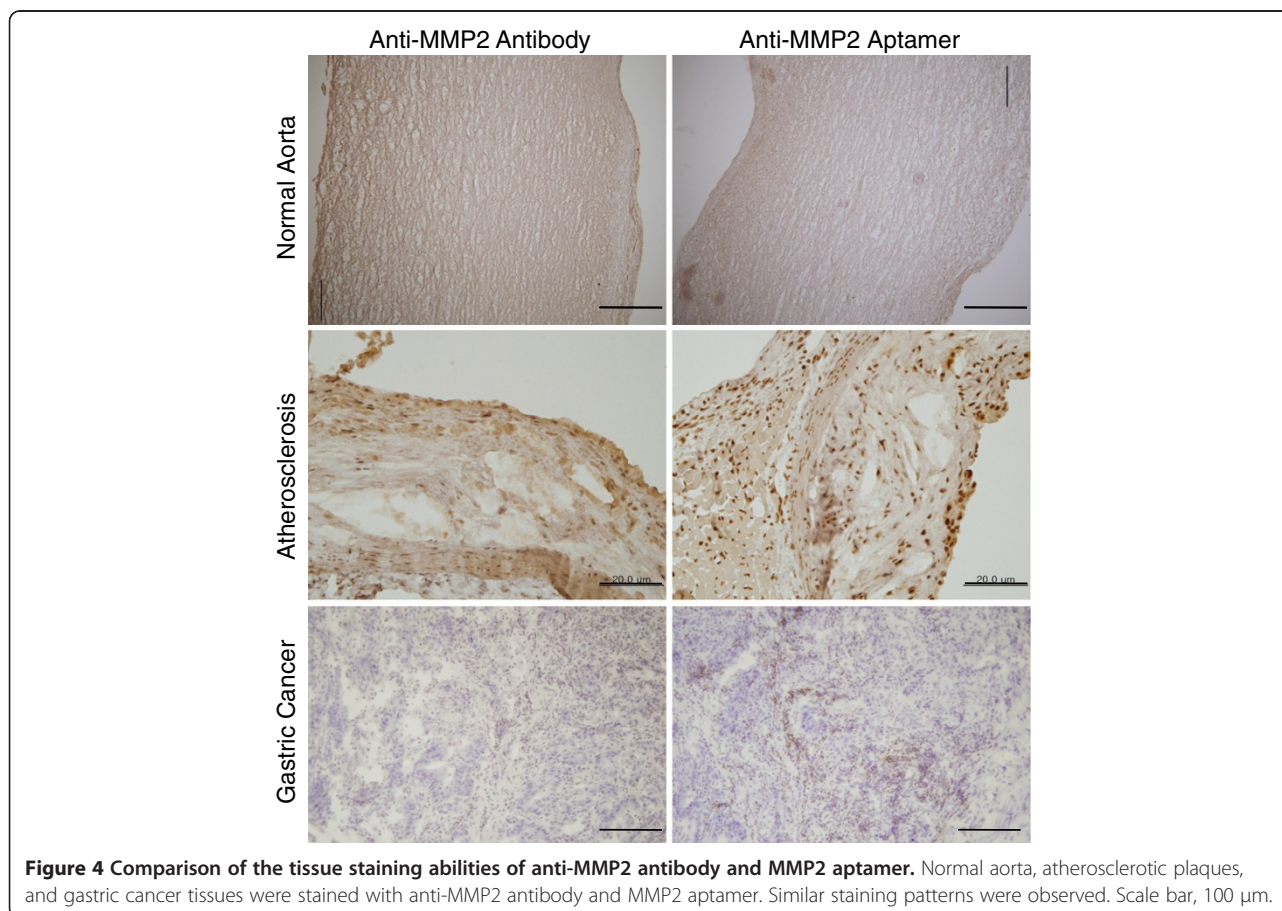 Anti-MMP2 Antibody Anti-MMP2 Aptamer
Normal Aorta
Atherosclerosis
20.0 µm 20.0 µm
Gastric Cancer
Figure 4 Comparison of the tissue staining abilities of anti-MMP2 antibody and MMP2 aptamer. Normal aorta, atherosclerotic plaques,
and gastric cancer tissues were stained with anti-MMP2 antibody and MMP2 aptamer. Similar staining patterns were observed. Scale bar, 100 µm.